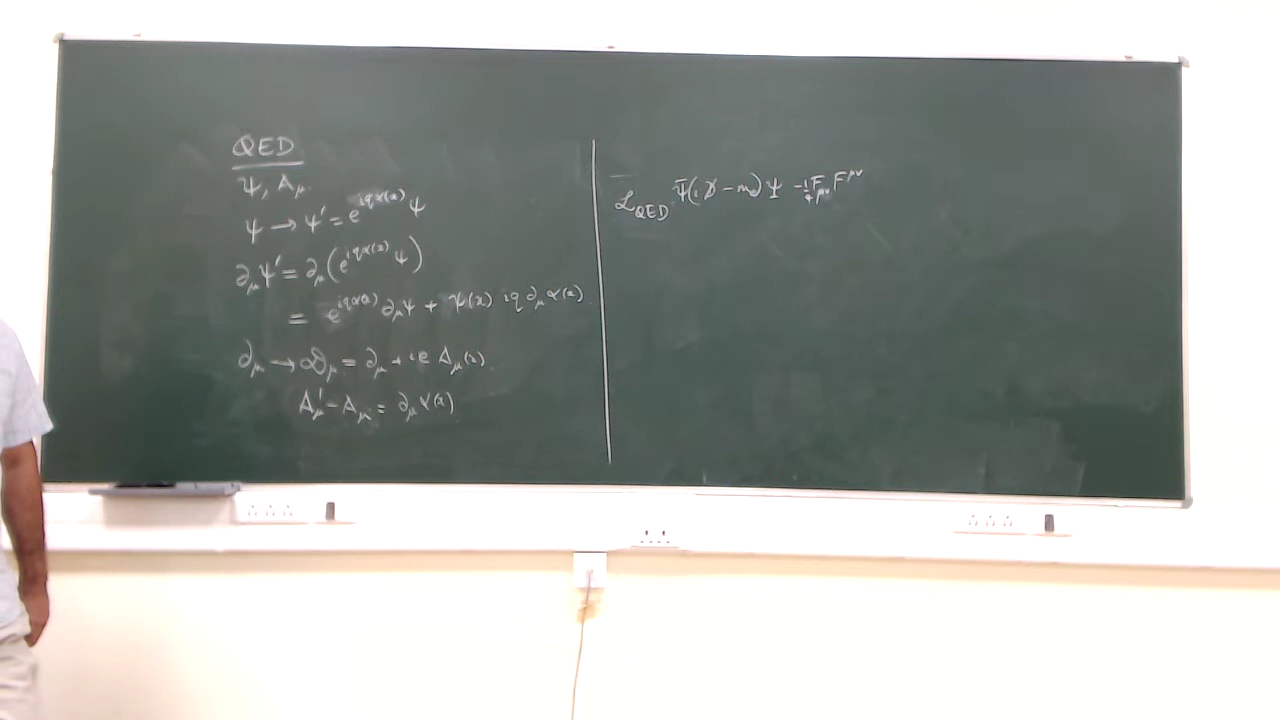 QED
ψ, A_μ.
ψ → ψ' = e^{iqα(x)} ψ
∂_μ ψ' = ∂_μ (e^{iqα(x)} ψ)
= e^{iqα(x)} ∂_μ ψ + ψ(x) iq ∂_μ α(x)
∂_μ → 𝒟_μ = ∂_μ + ie A_μ(x).
A'_μ - A_μ = ∂_μ α(x)
ℒ_QED = ψ̄(i D̸ - m) ψ - 1/4 F_μν F^μν